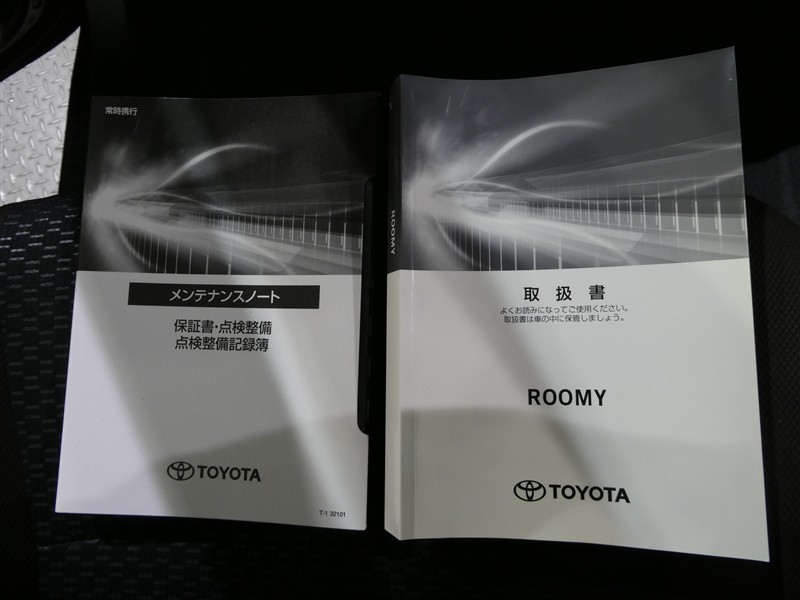 常時携行
メンテナンスノート
保証書・点検整備
点検整備記録簿
TOYOTA
T-1 32101
ROOMY
取扱書
よくお読みになってご使用ください。
取扱書は車の中に保管しましょう。
ROOMY
TOYOTA